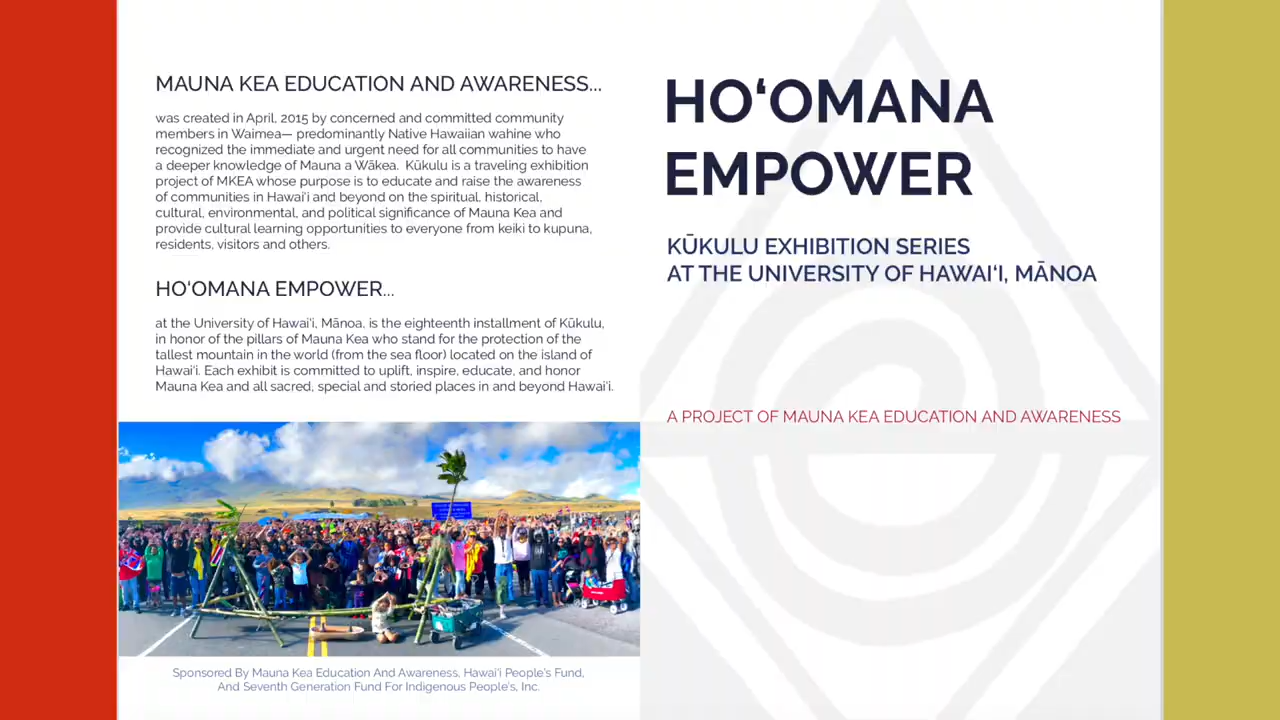 MAUNA KEA EDUCATION AND AWARENESS...
was created in April, 2015 by concerned and committed community
members in Waimea— predominantly Native Hawaiian wahine who
recognized the immediate and urgent need for all communities to have
a deeper knowledge of Mauna a Wākea. Kūkulu is a traveling exhibition
project of MKEA whose purpose is to educate and raise the awareness
of communities in Hawaiʻi and beyond on the spiritual, historical,
cultural, environmental, and political significance of Mauna Kea and
provide cultural learning opportunities to everyone from keiki to kupuna,
residents, visitors and others.
HOʻOMANA EMPOWER...
at the University of Hawaiʻi, Mānoa, is the eighteenth installment of Kūkulu,
in honor of the pillars of Mauna Kea who stand for the protection of the
tallest mountain in the world (from the sea floor) located on the island of
Hawaiʻi. Each exhibit is committed to uplift, inspire, educate, and honor
Mauna Kea and all sacred, special and storied places in and beyond Hawaiʻi.
Sponsored By Mauna Kea Education And Awareness, Hawaiʻi People's Fund,
And Seventh Generation Fund For Indigenous People's, Inc.
HOʻOMANA
EMPOWER
KŪKULU EXHIBITION SERIES
AT THE UNIVERSITY OF HAWAIʻI, MĀNOA
A PROJECT OF MAUNA KEA EDUCATION AND AWARENESS